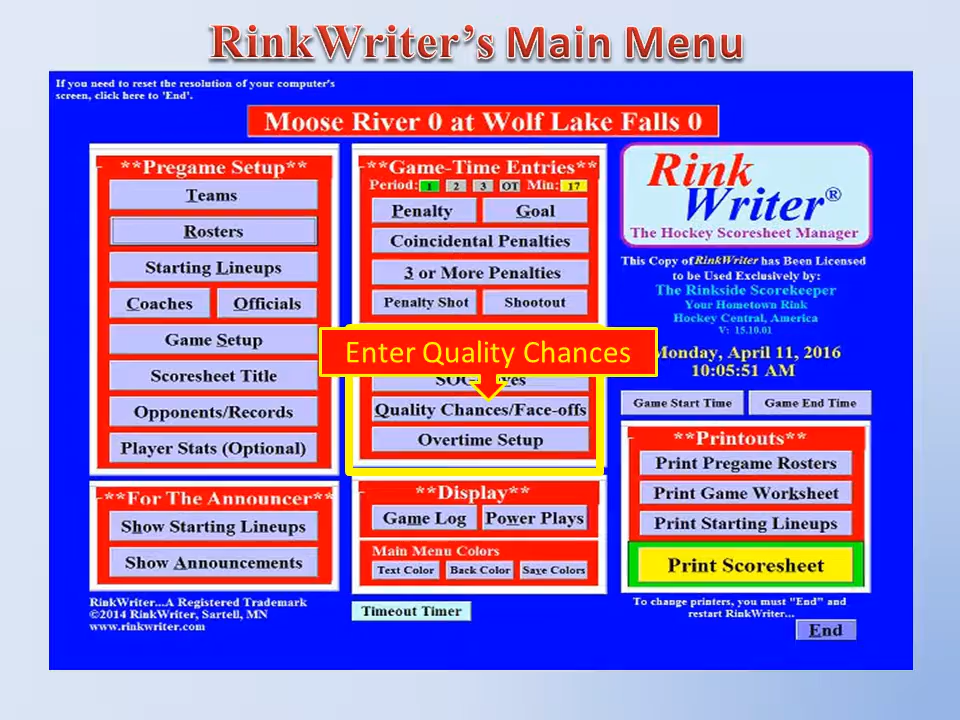 RinkWriter's Main Menu
If you need to reset the resolution of your computer's
screen, click here to 'End'.
Moose River 0 at Wolf Lake Falls 0
**Pregame Setup**
Teams
Rosters
Starting Lineups
Coaches Officials
Game Setup
Scoresheet Title
Opponents/Records
Player Stats (Optional)
**For The Announcer**
Show Starting Lineups
Show Announcements
RinkWriter...A Registered Trademark
©2014 RinkWriter, Sartell, MN
www.rinkwriter.com
**Game-Time Entries**
Period: 1 2 3 OT Min: 17
Penalty Goal
Coincidental Penalties
3 or More Penalties
Penalty Shot Shootout
Enter Quality Chances
Quality Chances/Face-offs
Overtime Setup
**Display**
Game Log Power Plays
Main Menu Colors
Text Color Back Color Save Colors
Timeout Timer
Rink
Writer®
The Hockey Scoresheet Manager
This Copy of RinkWriter has Been Licensed
to be Used Exclusively by:
The Rinkside Scorekeeper
Your Hometown Rink
Hockey Central, America
V: 15.10.01
Monday, April 11, 2016
10:05:51 AM
Game Start Time Game End Time
**Printouts**
Print Pregame Rosters
Print Game Worksheet
Print Starting Lineups
Print Scoresheet
To change printers, you must "End" and
restart RinkWriter...
End